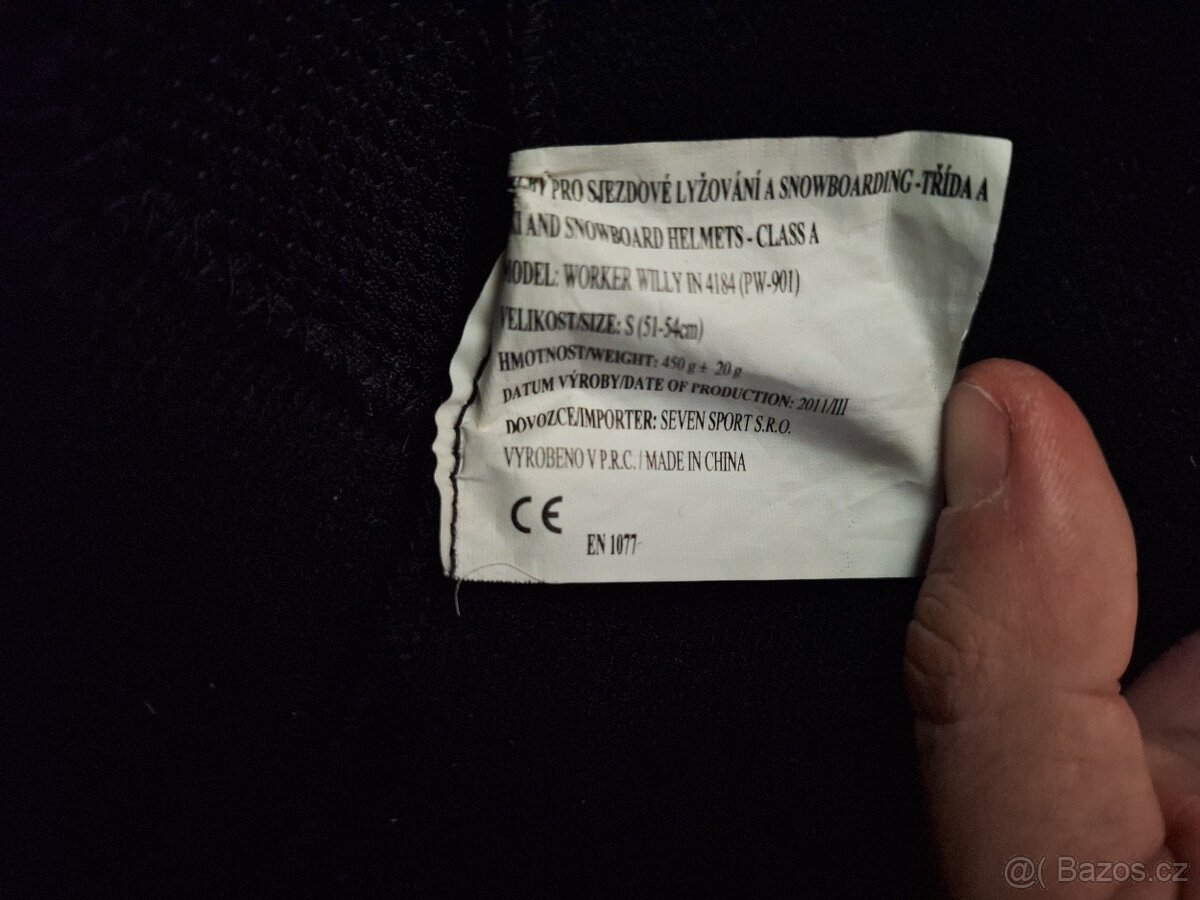 PRO SJEZDOVÉ LYŽOVÁNÍ A SNOWBOARDING -TŘÍDA A
AND SNOWBOARD HELMETS - CLASS A
MODEL: WORKER WILLY IN 4184 (PW-901)
VELIKOST/SIZE: S (51-54cm)
HMOTNOST/WEIGHT: 450 g ± 20 g
DATUM VÝROBY/DATE OF PRODUCTION: 2011/III
DOVOZCE/IMPORTER: SEVEN SPORT S.R.O.
VYROBENO V P.R.C. / MADE IN CHINA
CE
EN 1077
@( Bazos.cz